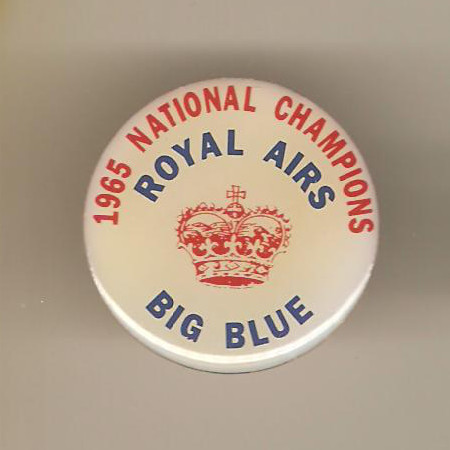 1965 NATIONAL CHAMPIONS
ROYAL AIRS
BIG BLUE